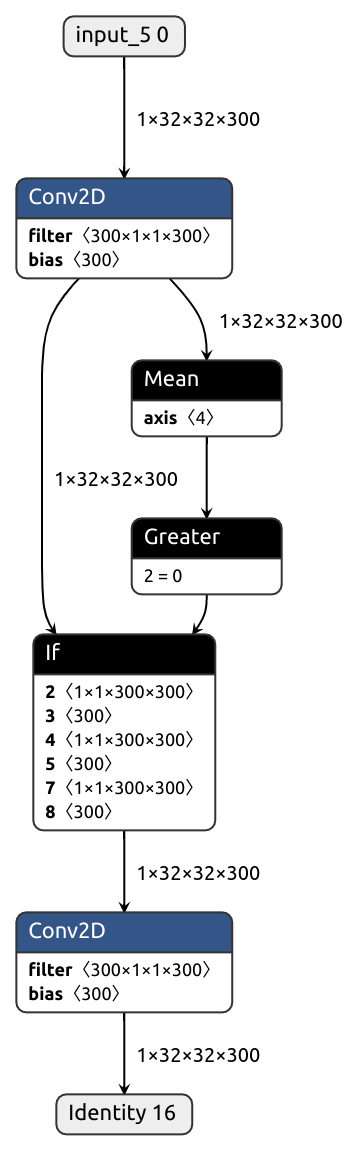 input_5 0
1×32×32×300
Conv2D
filter〈300×1×1×300〉
bias〈300〉
1×32×32×300
Mean
axis〈4〉
1×32×32×300
Greater
2 = 0
If
2〈1×1×300×300〉
3〈300〉
4〈1×1×300×300〉
5〈300〉
7〈1×1×300×300〉
8〈300〉
1×32×32×300
Conv2D
filter〈300×1×1×300〉
bias〈300〉
1×32×32×300
Identity 16